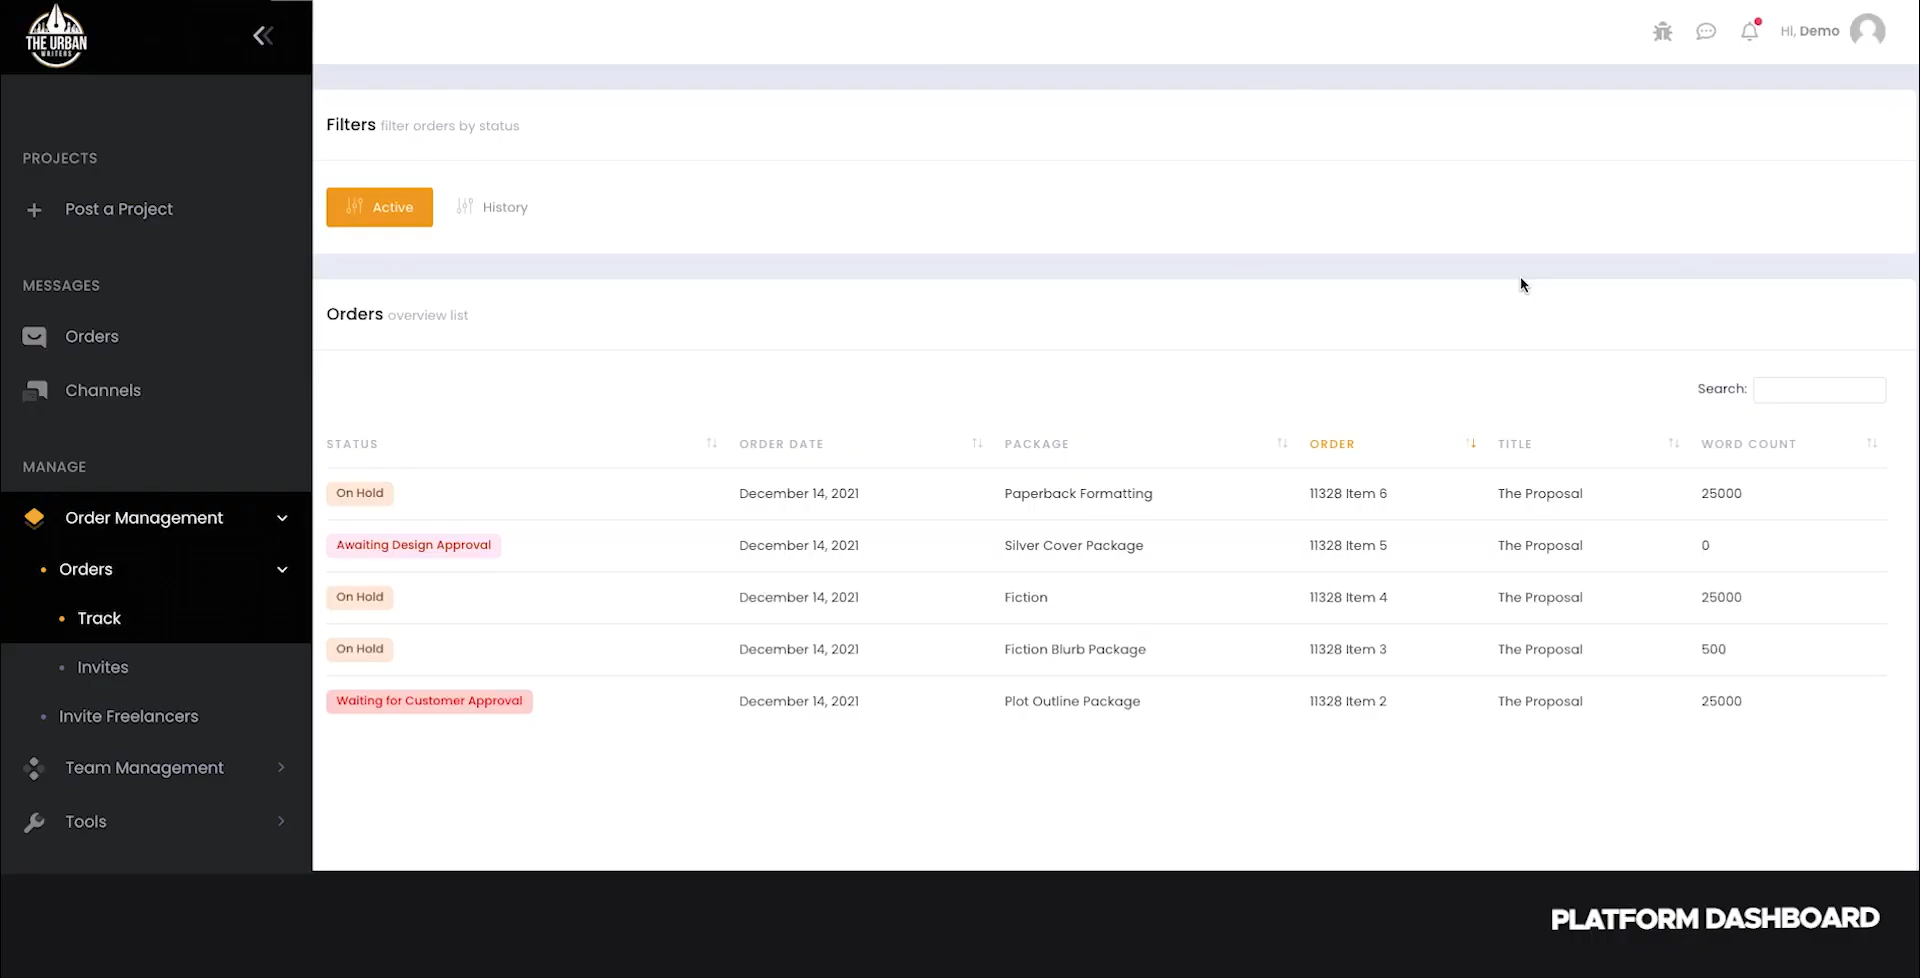 THE URBAN
WRITERS
Hi, Demo
PROJECTS
Post a Project
MESSAGES
Orders
Channels
MANAGE
Order Management
Orders
Track
Invites
Invite Freelancers
Team Management
Tools
Filters filter orders by status
Active History
Orders overview list
Search:
STATUS ORDER DATE PACKAGE ORDER TITLE WORD COUNT
On Hold December 14, 2021 Paperback Formatting 11328 Item 6 The Proposal 25000
Awaiting Design Approval December 14, 2021 Silver Cover Package 11328 Item 5 The Proposal 0
On Hold December 14, 2021 Fiction 11328 Item 4 The Proposal 25000
On Hold December 14, 2021 Fiction Blurb Package 11328 Item 3 The Proposal 500
Waiting for Customer Approval December 14, 2021 Plot Outline Package 11328 Item 2 The Proposal 25000
PLATFORM DASHBOARD